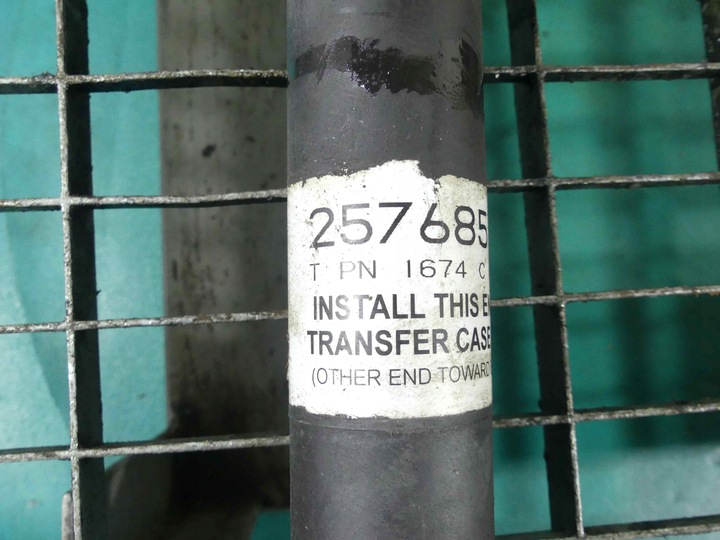 257685
T PN 1674 C
INSTALL THIS E
TRANSFER CASE
(OTHER END TOWARD